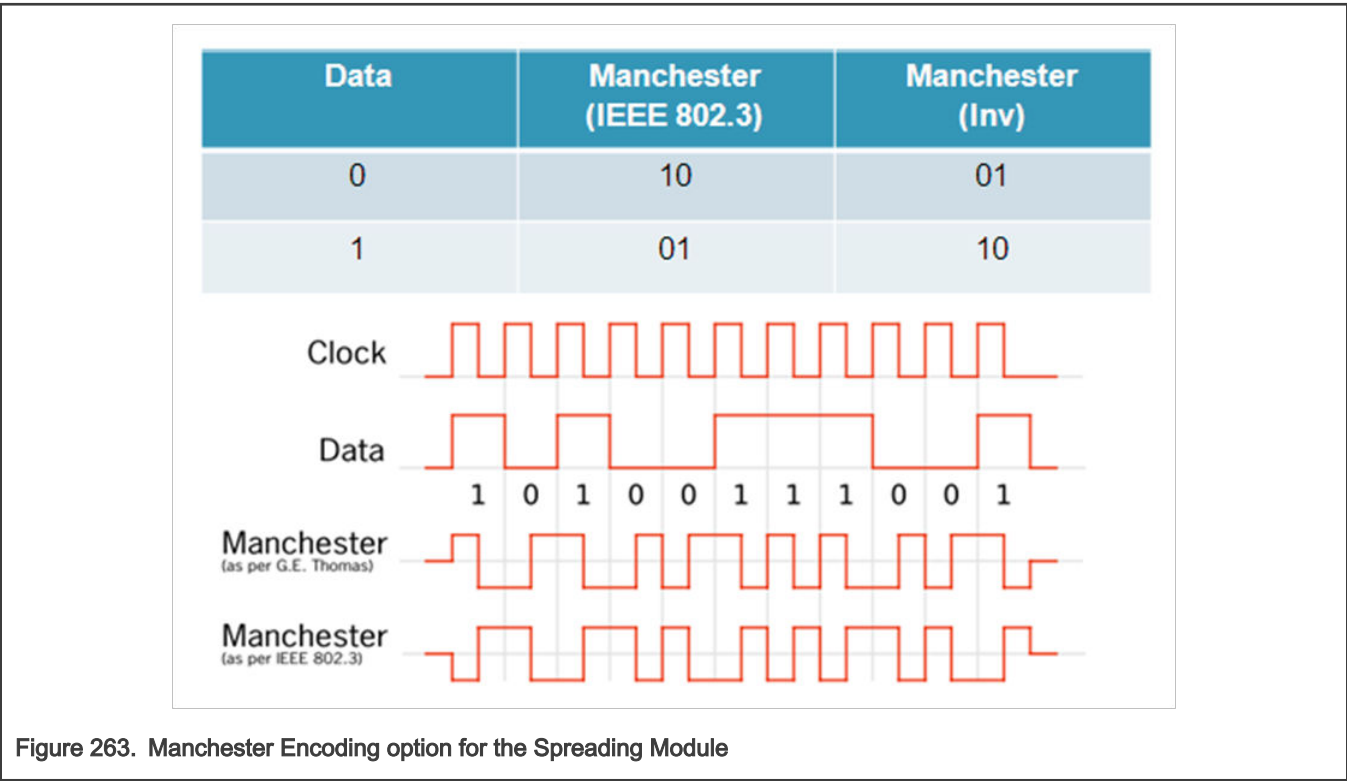 Data Manchester (IEEE 802.3) Manchester (Inv)
0 10 01
1 01 10
Clock
Data
1 0 1 0 0 1 1 1 0 0 1
Manchester
(as per G.E. Thomas)
Manchester
(as per IEEE 802.3)
Figure 263. Manchester Encoding option for the Spreading Module